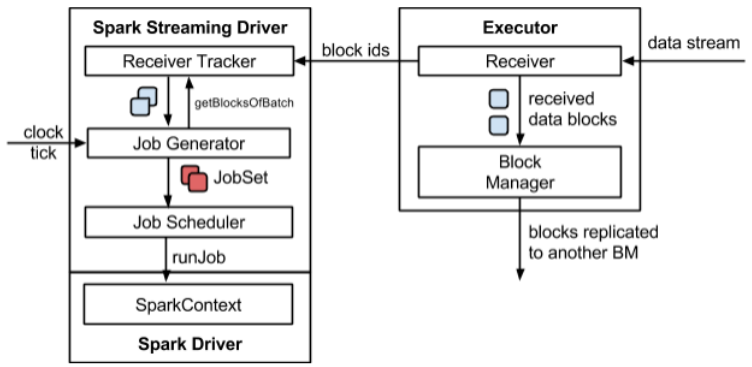 Spark Streaming Driver
Receiver Tracker
getBlocksOfBatch
clock
tick
Job Generator
JobSet
Job Scheduler
runJob
SparkContext
Spark Driver
block ids
Executor
data stream
Receiver
received
data blocks
Block
Manager
blocks replicated
to another BM